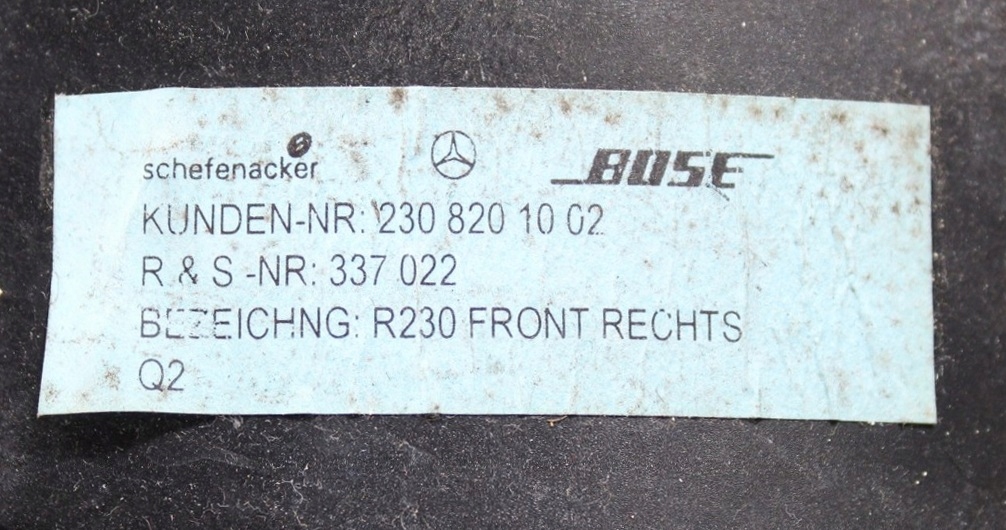 schefenacker BOSE
KUNDEN-NR: 230 820 10 02
R & S -NR: 337 022
BEZEICHNG: R230 FRONT RECHTS
Q2